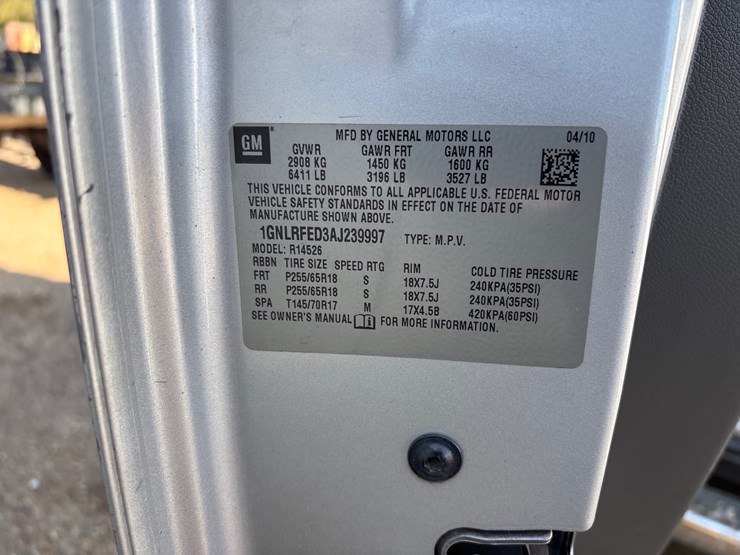 GM
MFD BY GENERAL MOTORS LLC 04/10
GVWR GAWR FRT GAWR RR
2908 KG 1450 KG 1600 KG
6411 LB 3196 LB 3527 LB
THIS VEHICLE CONFORMS TO ALL APPLICABLE U.S. FEDERAL MOTOR
VEHICLE SAFETY STANDARDS IN EFFECT ON THE DATE OF
MANUFACTURE SHOWN ABOVE.
1GNLRFED3AJ239997 TYPE: M.P.V.
MODEL: R14526
RBBN TIRE SIZE SPEED RTG RIM COLD TIRE PRESSURE
FRT P255/65R18 S 18X7.5J 240KPA(35PSI)
RR P255/65R18 S 18X7.5J 240KPA(35PSI)
SPA T145/70R17 M 17X4.5B 420KPA(60PSI)
SEE OWNER'S MANUAL FOR MORE INFORMATION.